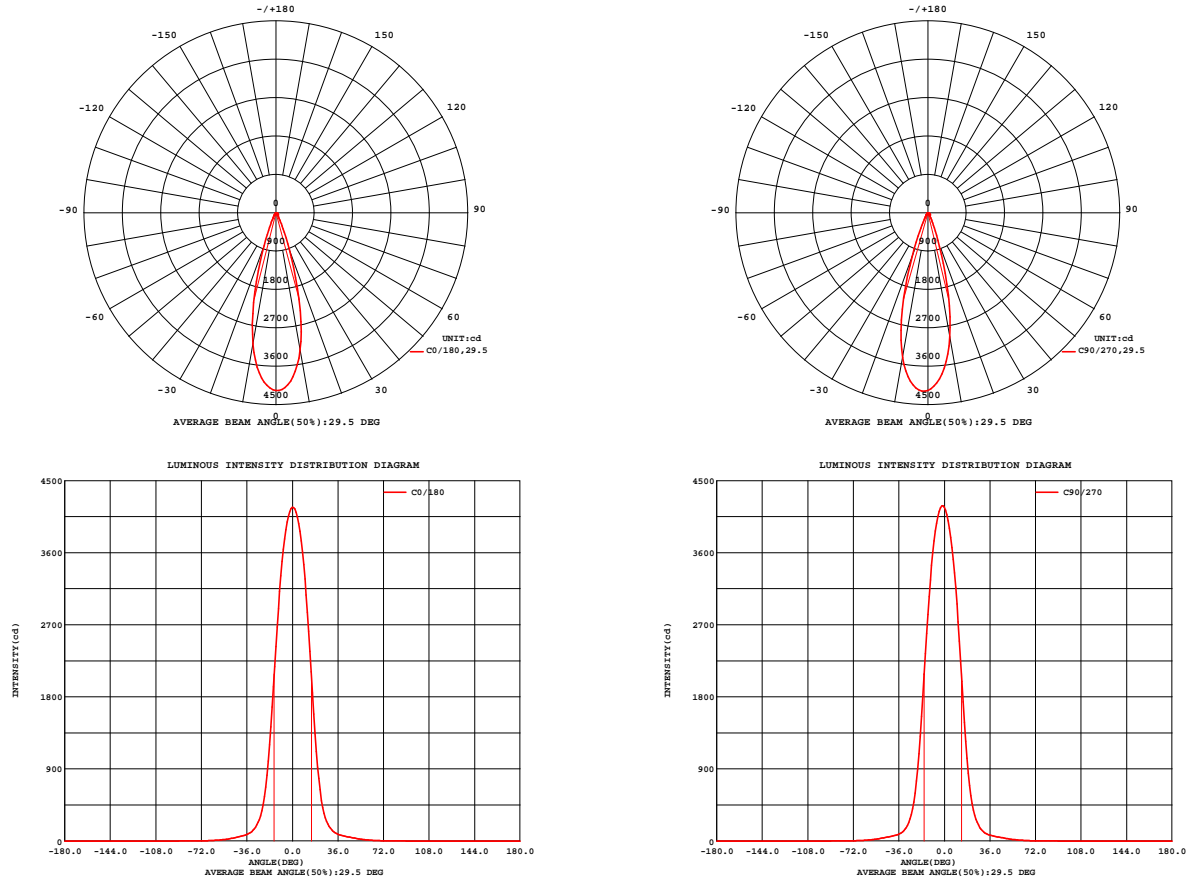 -/+180
-150
150
-120
120
-90
90
0
900
1800
-60
60
2700
UNIT:cd
C0/180,29.5
3600
-30
30
4500
0
AVERAGE BEAM ANGLE(50%):29.5 DEG
-/+180
-150
150
-120
120
-90
90
0
900
1800
-60
60
2700
UNIT:cd
C90/270,29.5
3600
-30
30
4500
0
AVERAGE BEAM ANGLE(50%):29.5 DEG
LUMINOUS INTENSITY DISTRIBUTION DIAGRAM
4500
C0/180
3600
2700
INTENSITY(cd)
1800
900
0
-180.0 -144.0 -108.0 -72.0 -36.0 0.0 36.0 72.0 108.0 144.0 180.0
ANGLE(DEG)
AVERAGE BEAM ANGLE(50%):29.5 DEG
LUMINOUS INTENSITY DISTRIBUTION DIAGRAM
4500
C90/270
3600
2700
INTENSITY(cd)
1800
900
0
-180.0 -144.0 -108.0 -72.0 -36.0 0.0 36.0 72.0 108.0 144.0 180.0
ANGLE(DEG)
AVERAGE BEAM ANGLE(50%):29.5 DEG